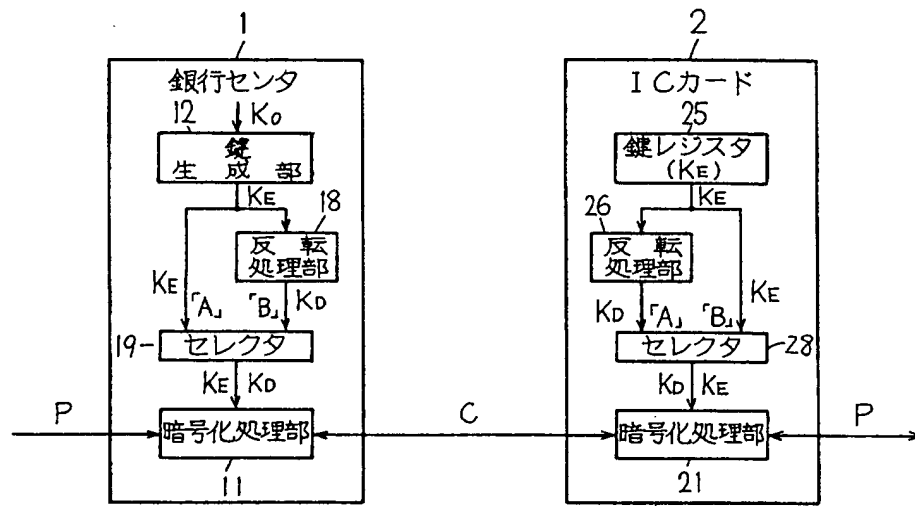 1
2
銀行センタ
ICカード
12
K0
25
鍵
生成部
鍵レジスタ
(KE)
KE
18
26
KE
反転
処理部
反転
処理部
KE
「A」
「B」
KD
KD
「A」
「B」
KE
19
セレクタ
セレクタ
28
KE
KD
KD
KE
P
暗号化処理部
C
暗号化処理部
P
11
21